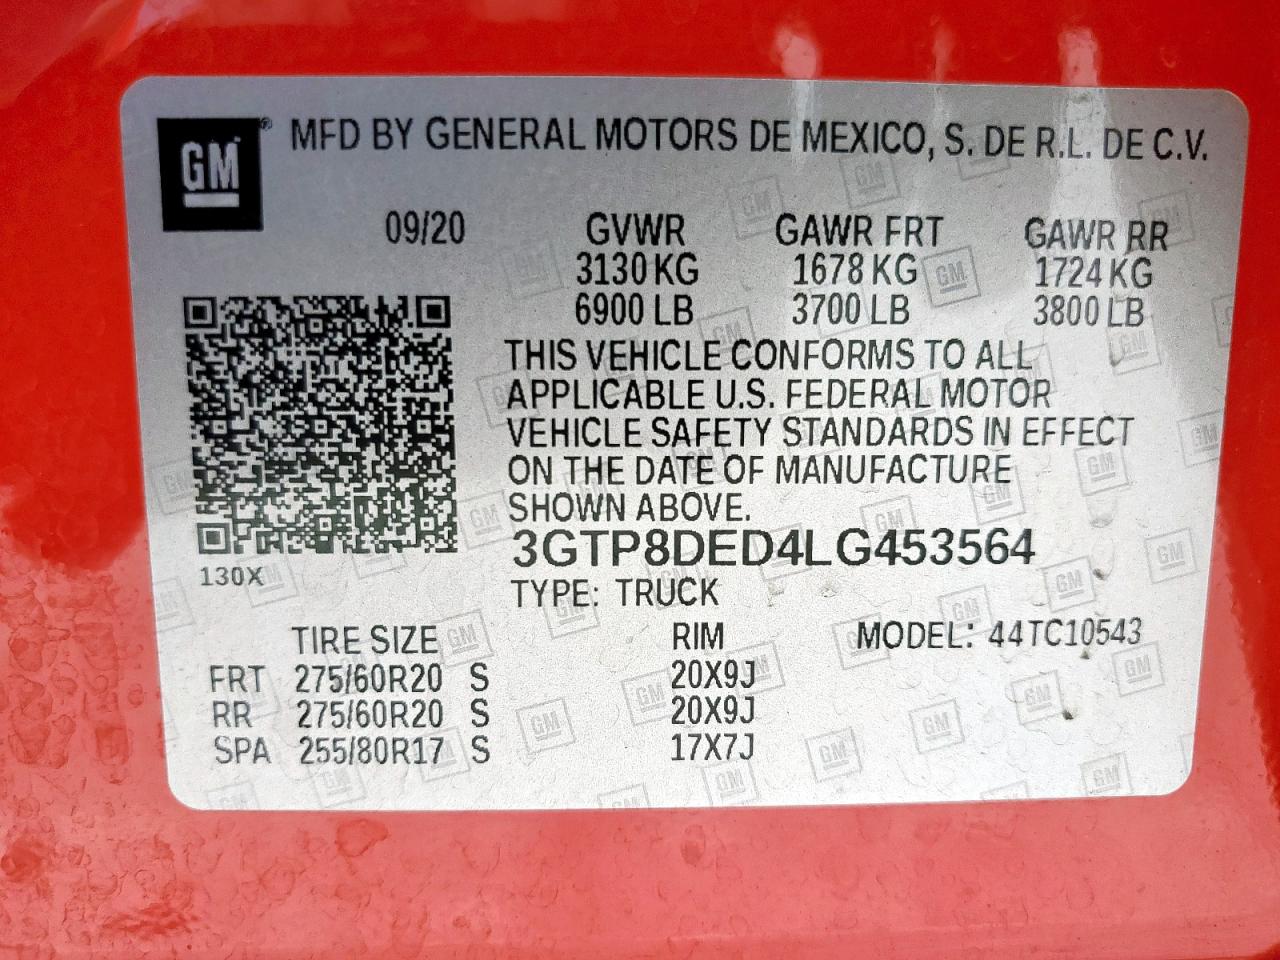 GM® MFD BY GENERAL MOTORS DE MEXICO, S. DE R.L. DE C.V.
09/20 GVWR GAWR FRT GAWR RR
3130 KG 1678 KG 1724 KG
6900 LB 3700 LB 3800 LB
THIS VEHICLE CONFORMS TO ALL
APPLICABLE U.S. FEDERAL MOTOR
VEHICLE SAFETY STANDARDS IN EFFECT
ON THE DATE OF MANUFACTURE
SHOWN ABOVE.
3GTP8DED4LG453564
130X
TYPE: TRUCK
TIRE SIZE RIM MODEL: 44TC10543
FRT 275/60R20 S 20X9J
RR 275/60R20 S 20X9J
SPA 255/80R17 S 17X7J